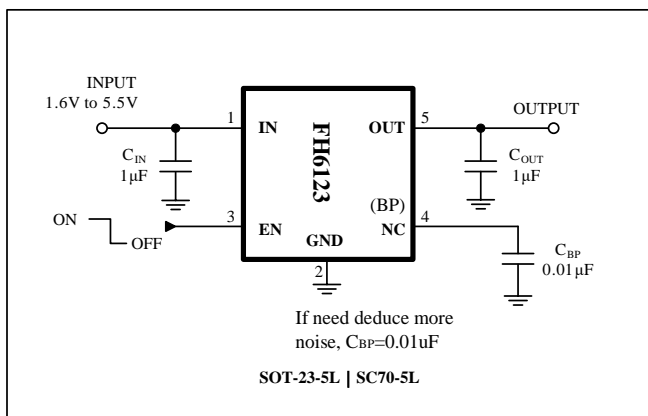 INPUT
1.6V to 5.5V
OUTPUT
1
IN
FH6123
OUT
5
CIN
1µF
COUT
1µF
ON
OFF
3
EN
GND
2
(BP)
NC
4
CBP
0.01µF
If need deduce more
noise, CBP=0.01uF
SOT-23-5L | SC70-5L